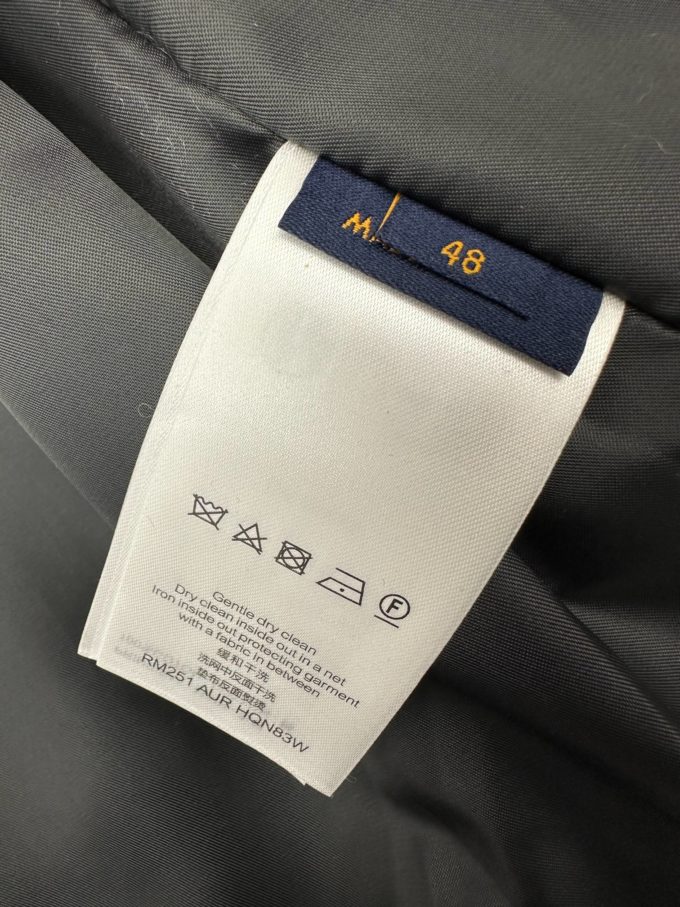 48
F
Gentle dry clean
Dry clean inside out in a net
Iron inside out protecting garment
with a fabric in between
缓和干洗
洗网中反面干洗
垫布反面熨烫
RM251 AUR HQN83W